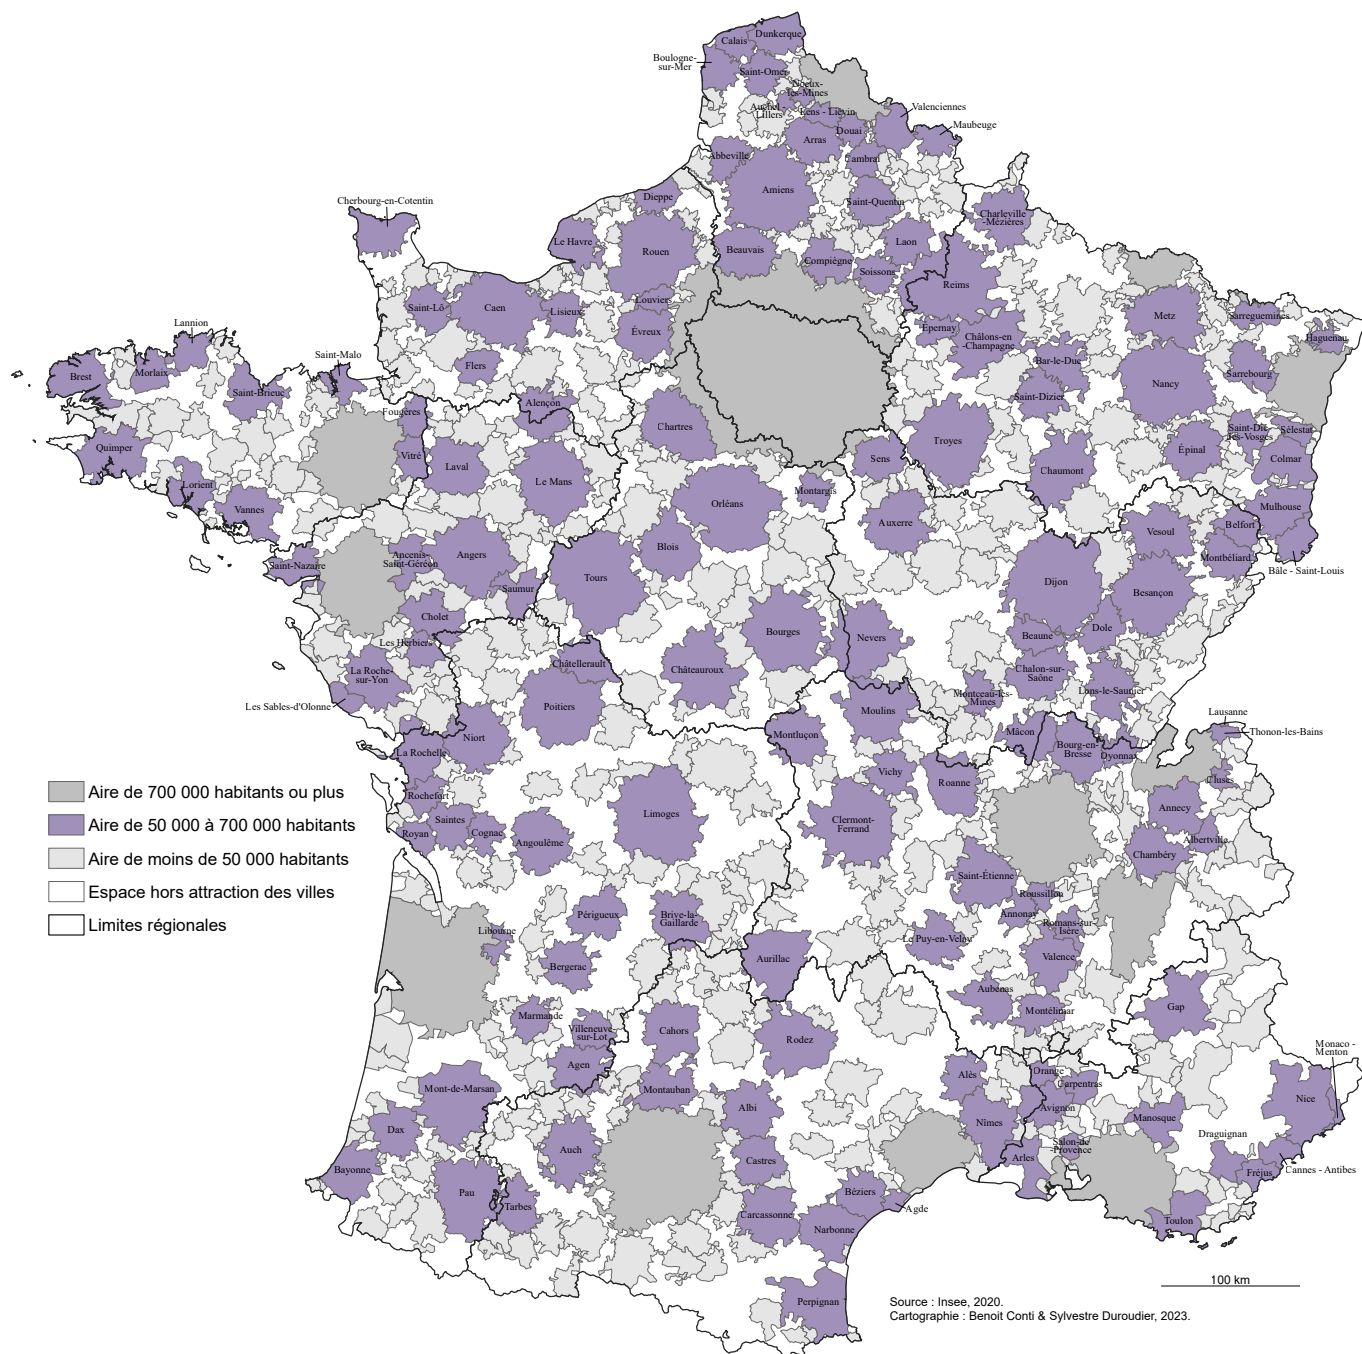 Dunkerque
Calais
Boulogne-
sur-Mer
Saint-Omer
Noeux-
les-Mines
Auchel -
Lillers
Lens - Liévin
Valenciennes
Douai
Maubeuge
Arras
Abbeville
Cambrai
Amiens
Saint-Quentin
Dieppe
Cherbourg-en-Cotentin
Charleville
-Mézières
Le Havre
Rouen
Beauvais
Laon
Compiègne
Soissons
Reims
Louviers
Saint-Lô
Caen
Lisieux
Évreux
Épernay
Châlons-en
-Champagne
Metz
Sarreguemines
Haguenau
Lannion
Saint-Malo
Flers
Bar-le-Duc
Brest
Morlaix
Saint-Brieuc
Sarrebourg
Nancy
Saint-Dizier
Alençon
Fougères
Chartres
Troyes
Saint-Dié
-les-Vosges
Sélestat
Quimper
Vitré
Laval
Sens
Épinal
Colmar
Chaumont
Le Mans
Lorient
Montargis
Orléans
Vannes
Auxerre
Mulhouse
Belfort
Vesoul
Blois
Ancenis-
Saint-Géréon
Angers
Montbéliard
Saint-Nazaire
Bâle - Saint-Louis
Tours
Dijon
Saumur
Besançon
Cholet
Bourges
Nevers
Beaune
Dole
Les Herbiers
La Roche-
sur-Yon
Châtellerault
Châteauroux
Chalon-sur-
Saône
Montceau-les-
Mines
Lons-le-Saunier
Les Sables-d'Olonne
Poitiers
Moulins
Lausanne
Niort
Montluçon
Mâcon
Thonon-les-Bains
La Rochelle
Bourg-en-
Bresse
Oyonnax
Vichy
Roanne
Cluses
Aire de 700 000 habitants ou plus
Rochefort
Annecy
Aire de 50 000 à 700 000 habitants
Saintes
Limoges
Clermont-
Ferrand
Royan
Cognac
Angoulême
Albertville
Chambéry
Aire de moins de 50 000 habitants
Saint-Étienne
Espace hors attraction des villes
Roussillon
Périgueux
Brive-la-
Gaillarde
Annonay
Limites régionales
Romans-sur-
Isère
Libourne
Le Puy-en-Velay
Valence
Bergerac
Aurillac
Aubenas
Montélimar
Gap
Marmande
Villeneuve-
sur-Lot
Cahors
Rodez
Monaco -
Menton
Agen
Alès
Orange
Carpentras
Mont-de-Marsan
Montauban
Albi
Avignon
Nice
Manosque
Nîmes
Dax
Auch
Salon-de
-Provence
Draguignan
Arles
Bayonne
Castres
Cannes - Antibes
Fréjus
Pau
Tarbes
Béziers
Agde
Carcassonne
Toulon
Narbonne
100 km
Perpignan
Source : Insee, 2020.
Cartographie : Benoit Conti & Sylvestre Duroudier, 2023.